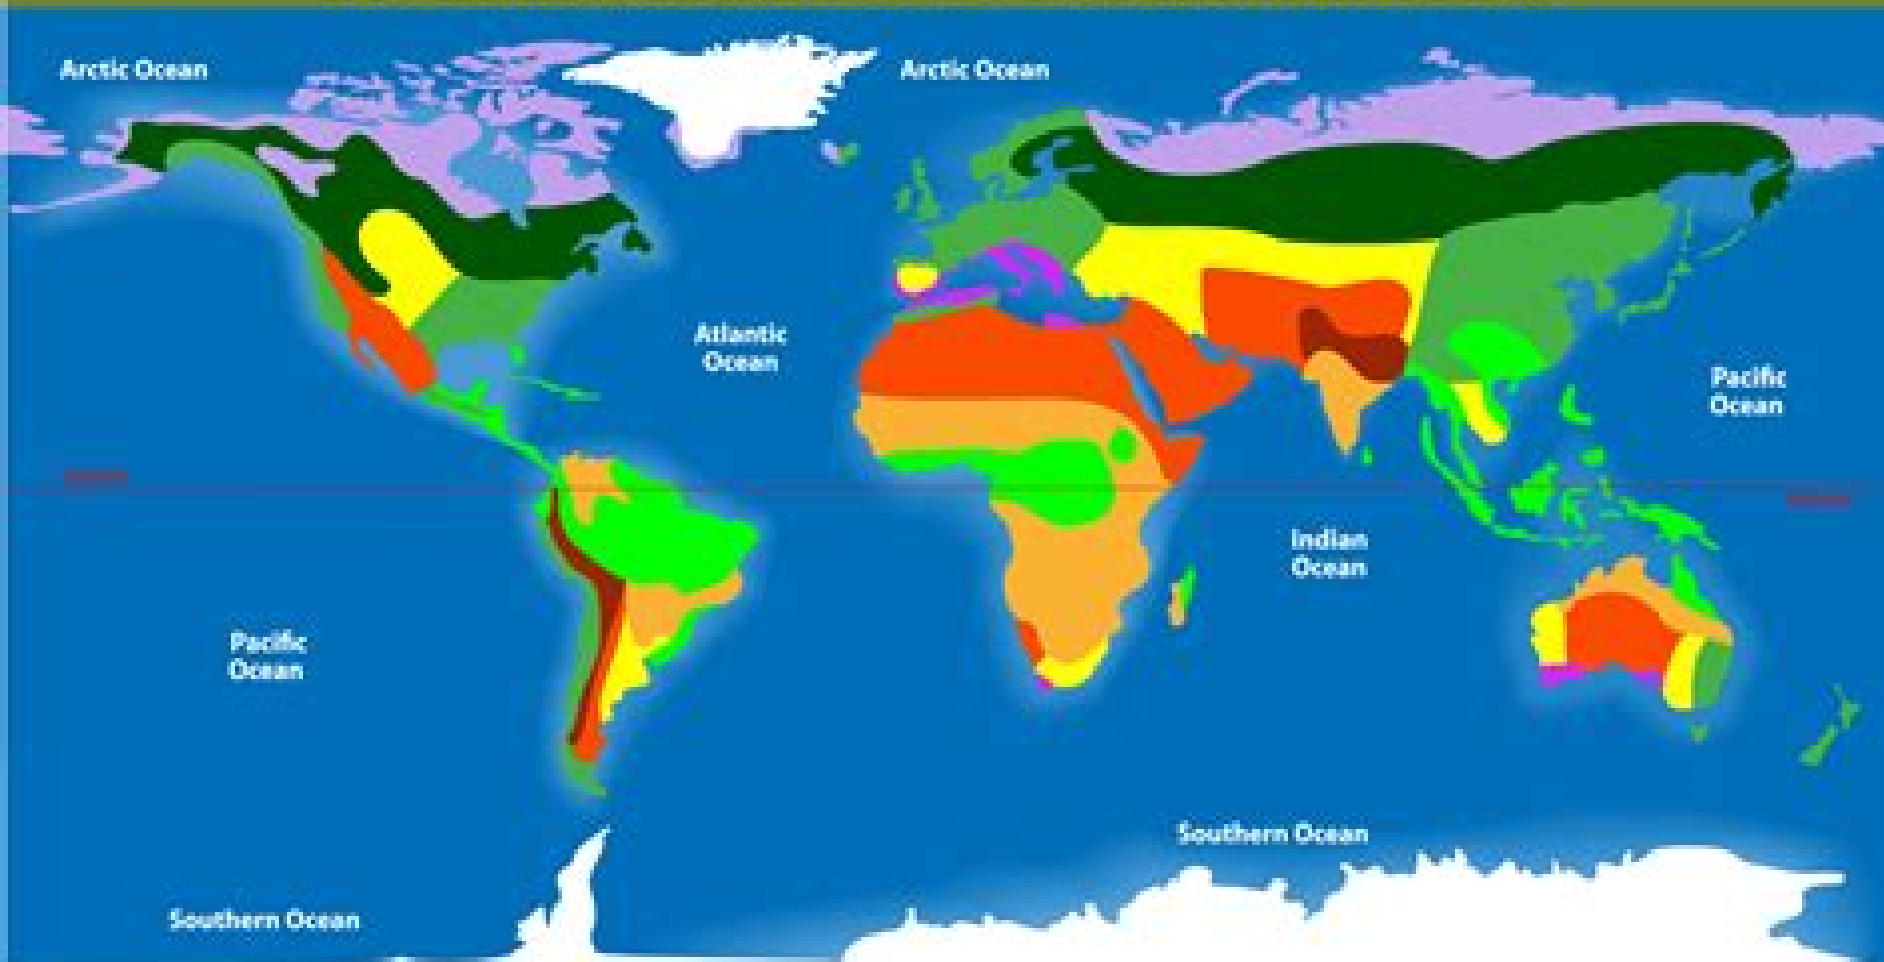 Arctic Ocean
Arctic Ocean
Atlantic
Ocean
Pacific
Ocean
Indian
Ocean
Pacific
Ocean
Southern Ocean
Southern Ocean